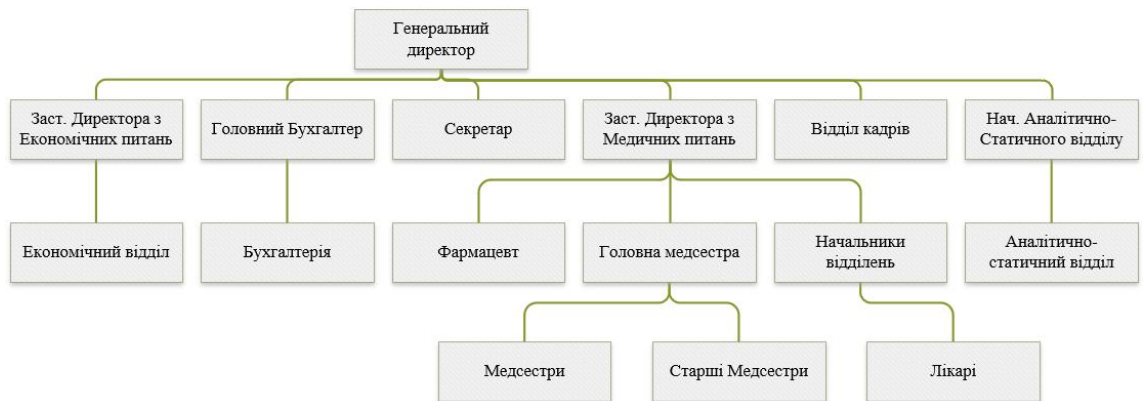 Генеральний
директор
Заст. Директора з
Економічних питань
Головний Бухгалтер
Секретар
Заст. Директора з
Медичних питань
Відділ кадрів
Нач. Аналітично-
Статичного відділу
Економічний відділ
Бухгалтерія
Фармацевт
Головна медсестра
Начальники
відділень
Аналітично-
статичний відділ
Медсестри
Старші Медсестри
Лікарі